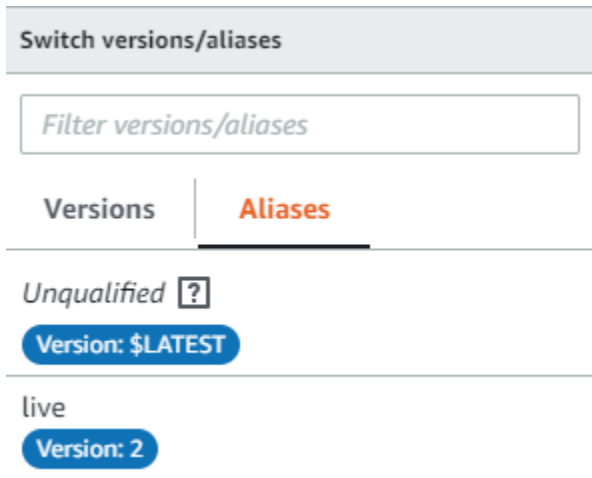 Switch versions/aliases
Filter versions/aliases
Versions Aliases
Unqualified [?]
Version: $LATEST
live
Version: 2